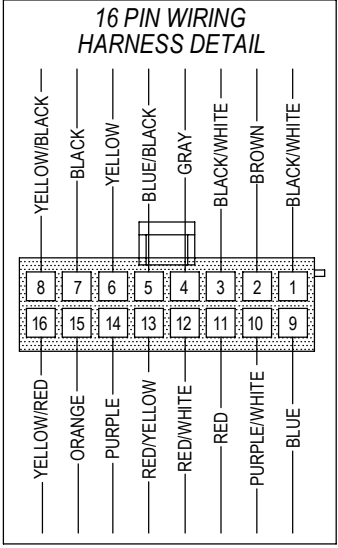 16 PIN WIRING
HARNESS DETAIL
YELLOW/BLACK
BLACK
YELLOW
BLUE/BLACK
GRAY
BLACK/WHITE
BROWN
BLACK/WHITE
8 7 6 5 4 3 2 1
16 15 14 13 12 11 10 9
YELLOW/RED
ORANGE
PURPLE
RED/YELLOW
RED/WHITE
RED
PURPLE/WHITE
BLUE